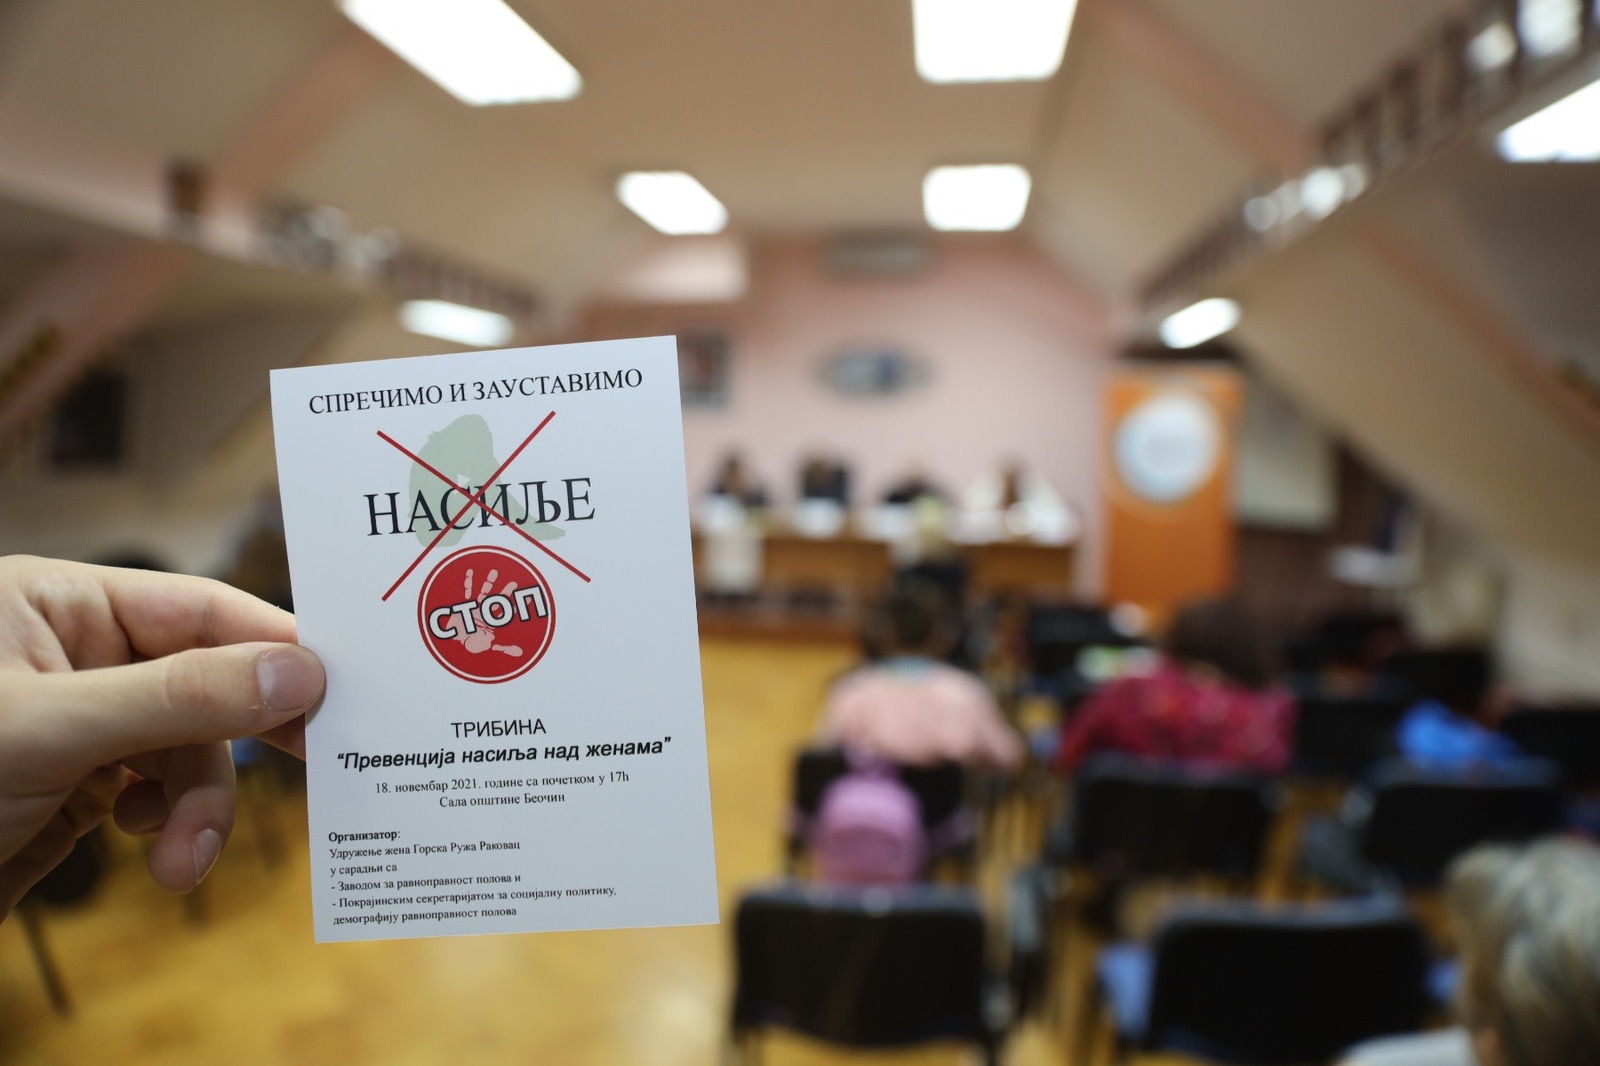 СПРЕЧИМО И ЗАУСТАВИМО
НАСИЉЕ
СТОП
ТРИБИНА
“Превенција насиља над женама”
18. новембар 2021. године са почетком у 17h
Сала општине Беочин
Организатор:
Удружење жена Горска Ружа Раковац
у сарадњи са
- Заводом за равноправност полова и
- Покрајинским секретаријатом за социјалну политику,
демографију равноправност полова